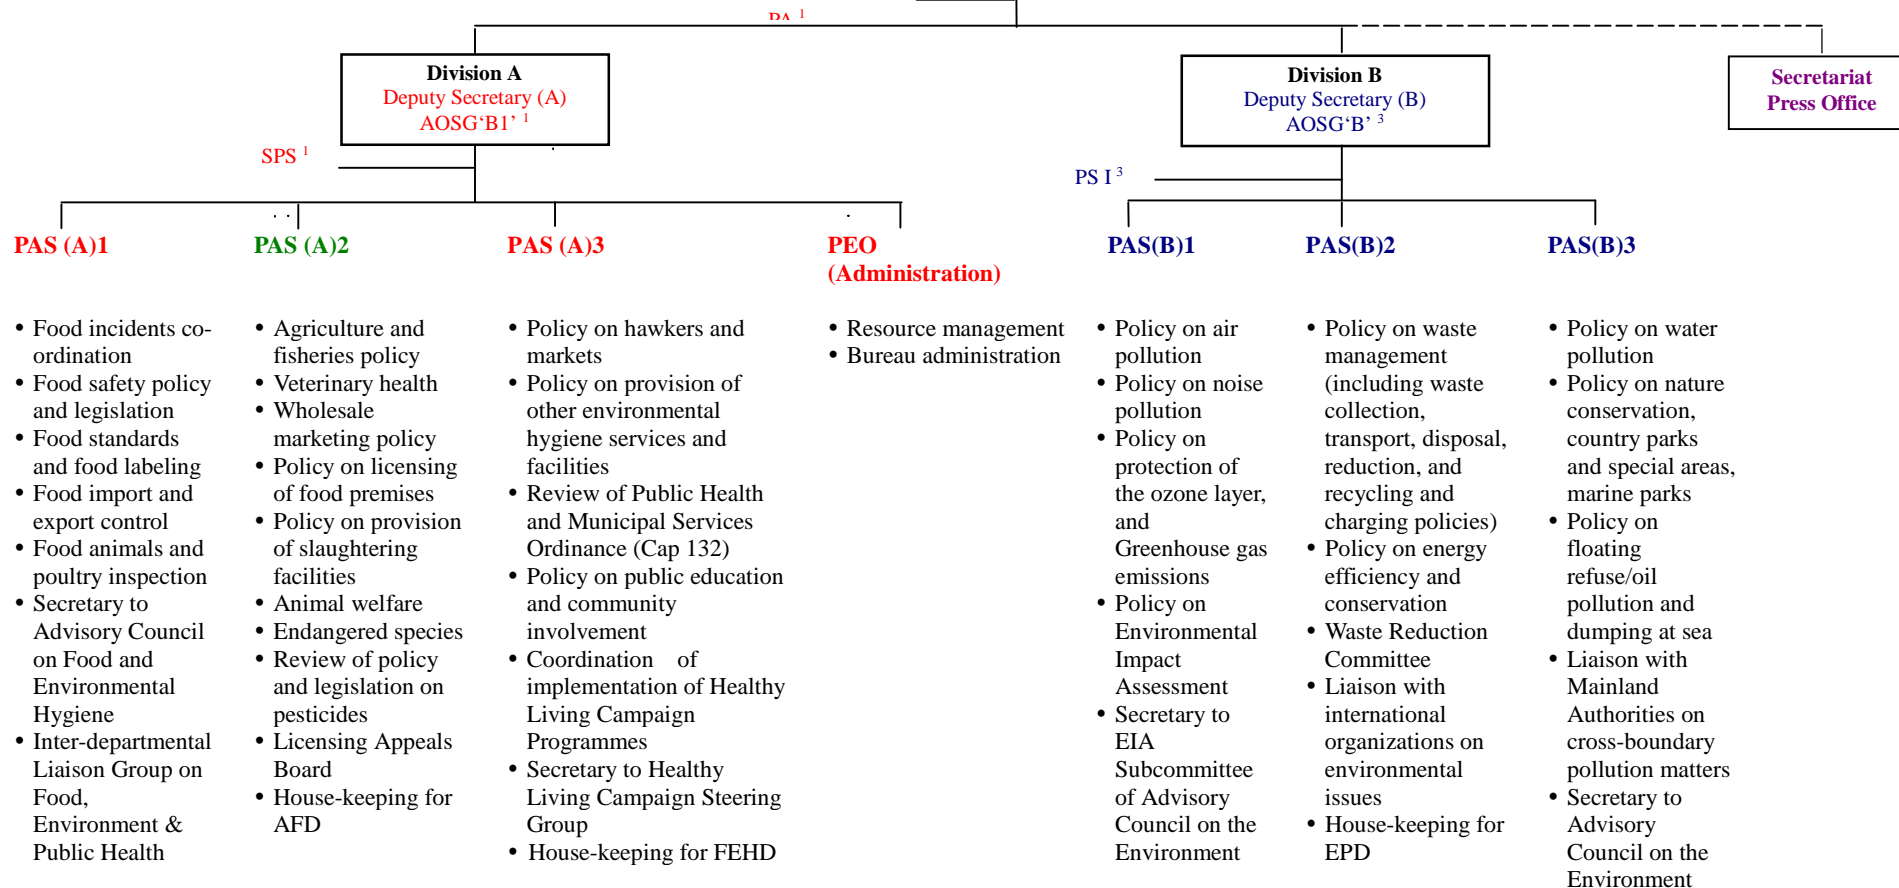 PA 1
Division A
Deputy Secretary (A)
AOSG‘B1’ 1
Division B
Deputy Secretary (B)
AOSG‘B’ 3
Secretariat
Press Office
SPS 1
PS I 3
PAS (A)1
• Food incidents co-
ordination
• Food safety policy
and legislation
• Food standards
and food labeling
• Food import and
export control
• Food animals and
poultry inspection
• Secretary to
Advisory Council
on Food and
Environmental
Hygiene
• Inter-departmental
Liaison Group on
Food,
Environment &
Public Health
PAS (A)2
• Agriculture and
fisheries policy
• Veterinary health
• Wholesale
marketing policy
• Policy on licensing
of food premises
• Policy on provision
of slaughtering
facilities
• Animal welfare
• Endangered species
• Review of policy
and legislation on
pesticides
• Licensing Appeals
Board
• House-keeping for
AFD
PAS (A)3
• Policy on hawkers and
markets
• Policy on provision of
other environmental
hygiene services and
facilities
• Review of Public Health
and Municipal Services
Ordinance (Cap 132)
• Policy on public education
and community
involvement
• Coordination of
implementation of Healthy
Living Campaign
Programmes
• Secretary to Healthy
Living Campaign Steering
Group
• House-keeping for FEHD
PEO
(Administration)
• Resource management
• Bureau administration
PAS(B)1
• Policy on air
pollution
• Policy on noise
pollution
• Policy on
protection of
the ozone layer,
and
Greenhouse gas
emissions
• Policy on
Environmental
Impact
Assessment
• Secretary to
EIA
Subcommittee
of Advisory
Council on the
Environment
PAS(B)2
• Policy on waste
management
(including waste
collection,
transport, disposal,
reduction, and
recycling and
charging policies)
• Policy on energy
efficiency and
conservation
• Waste Reduction
Committee
• Liaison with
international
organizations on
environmental
issues
• House-keeping for
EPD
PAS(B)3
• Policy on water
pollution
• Policy on nature
conservation,
country parks
and special areas,
marine parks
• Policy on
floating
refuse/oil
pollution and
dumping at sea
• Liaison with
Mainland
Authorities on
cross-boundary
pollution matters
• Secretary to
Advisory
Council on the
Environment